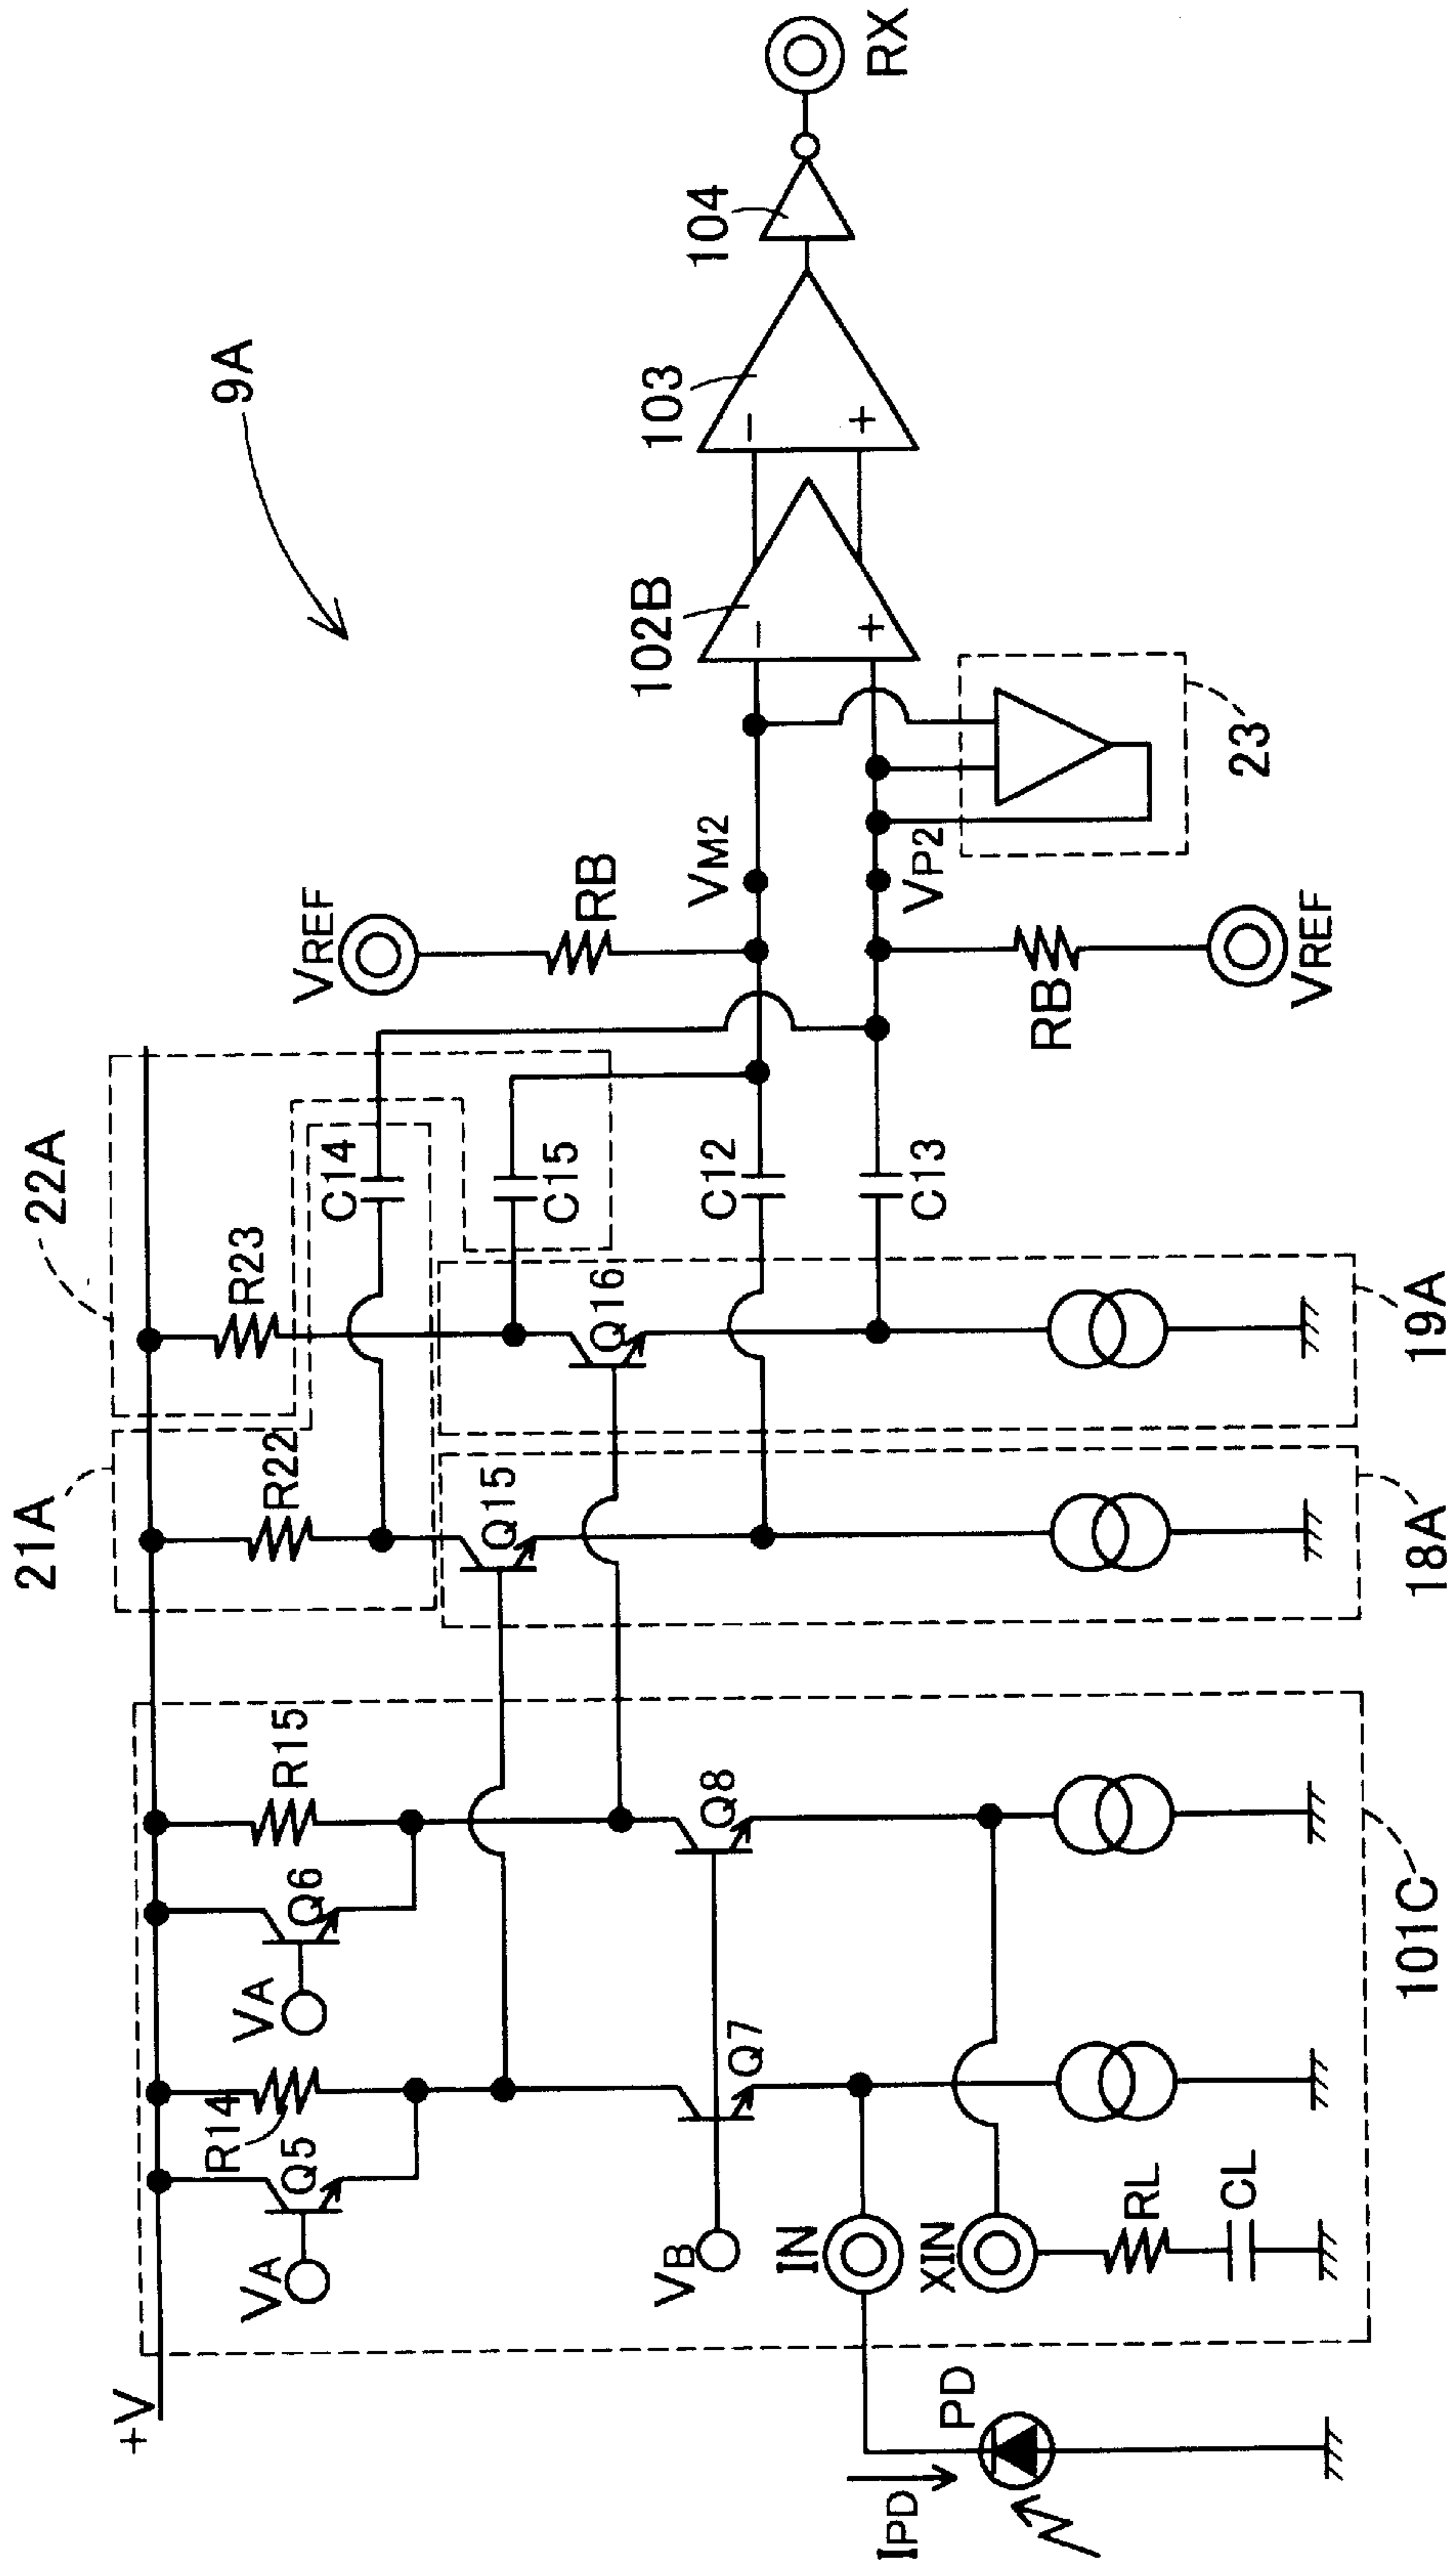 9A
22A
21A
+V
R23
R22
C14
C15
R15
R14
Q5
Q6
VA
VA
Q15
Q16
VREF
RB
VM2
102B
103
104
RX
C12
C13
VP2
23
RB
VREF
VB
Q7
Q8
IN
XIN
RL
CL
IPD
PD
101C
18A
19A
−
+
−
+